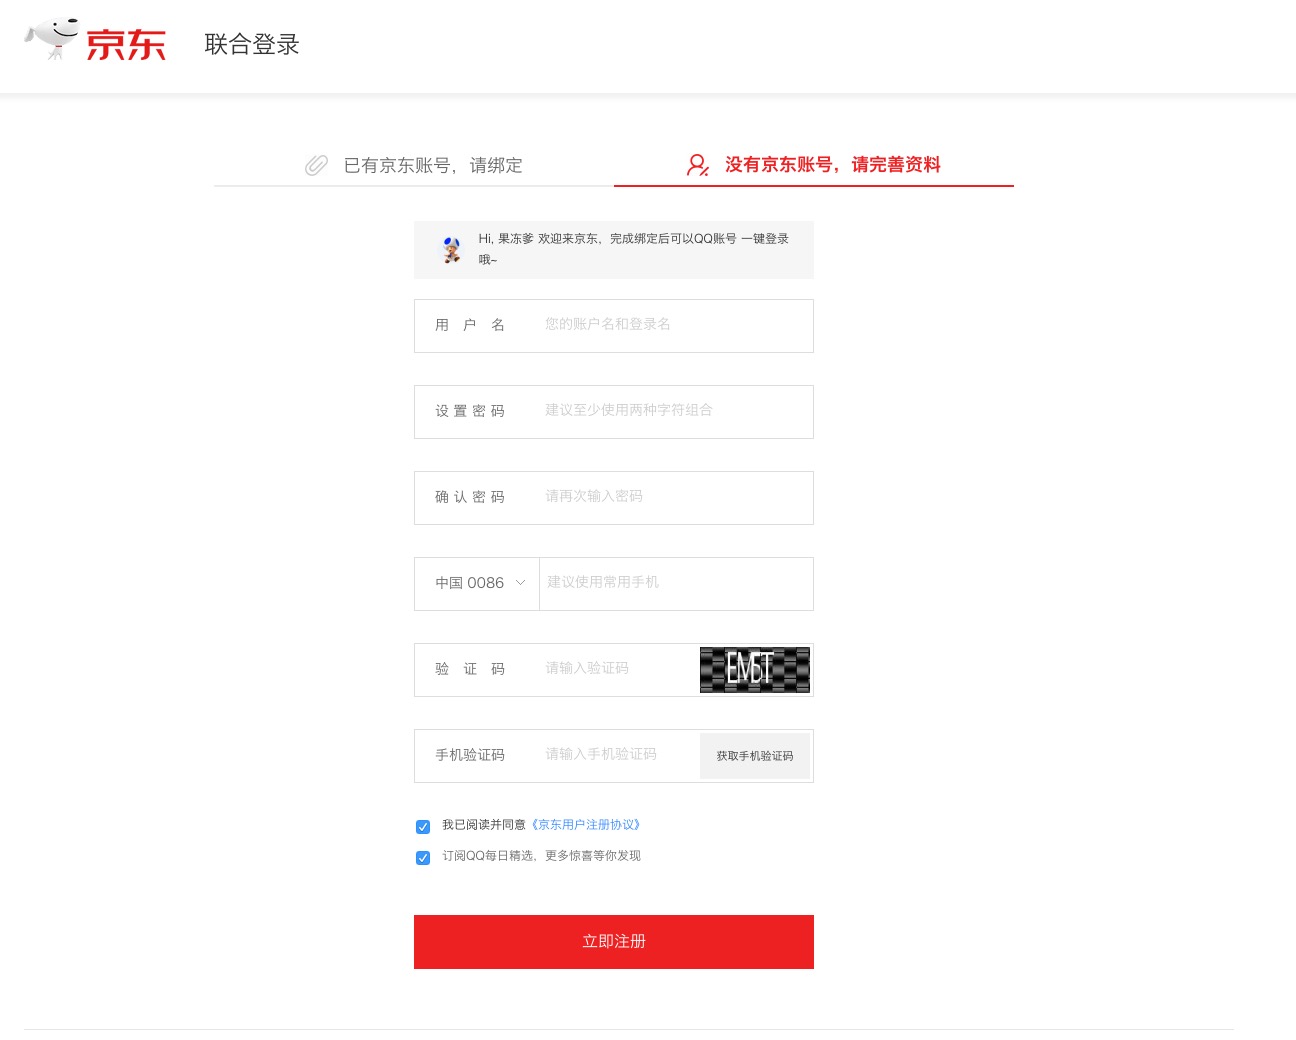 京东
联合登录
已有京东账号，请绑定
没有京东账号，请完善资料
Hi, 果冻爹 欢迎来京东，完成绑定后可以QQ账号 一键登录
哦~
用 户 名 您的账户名和登录名
设 置 密 码 建议至少使用两种字符组合
确 认 密 码 请再次输入密码
中国 0086 建议使用常用手机
验 证 码 请输入验证码 EM5T
手机验证码 请输入手机验证码 获取手机验证码
我已阅读并同意《京东用户注册协议》
订阅QQ每日精选，更多惊喜等你发现
立即注册